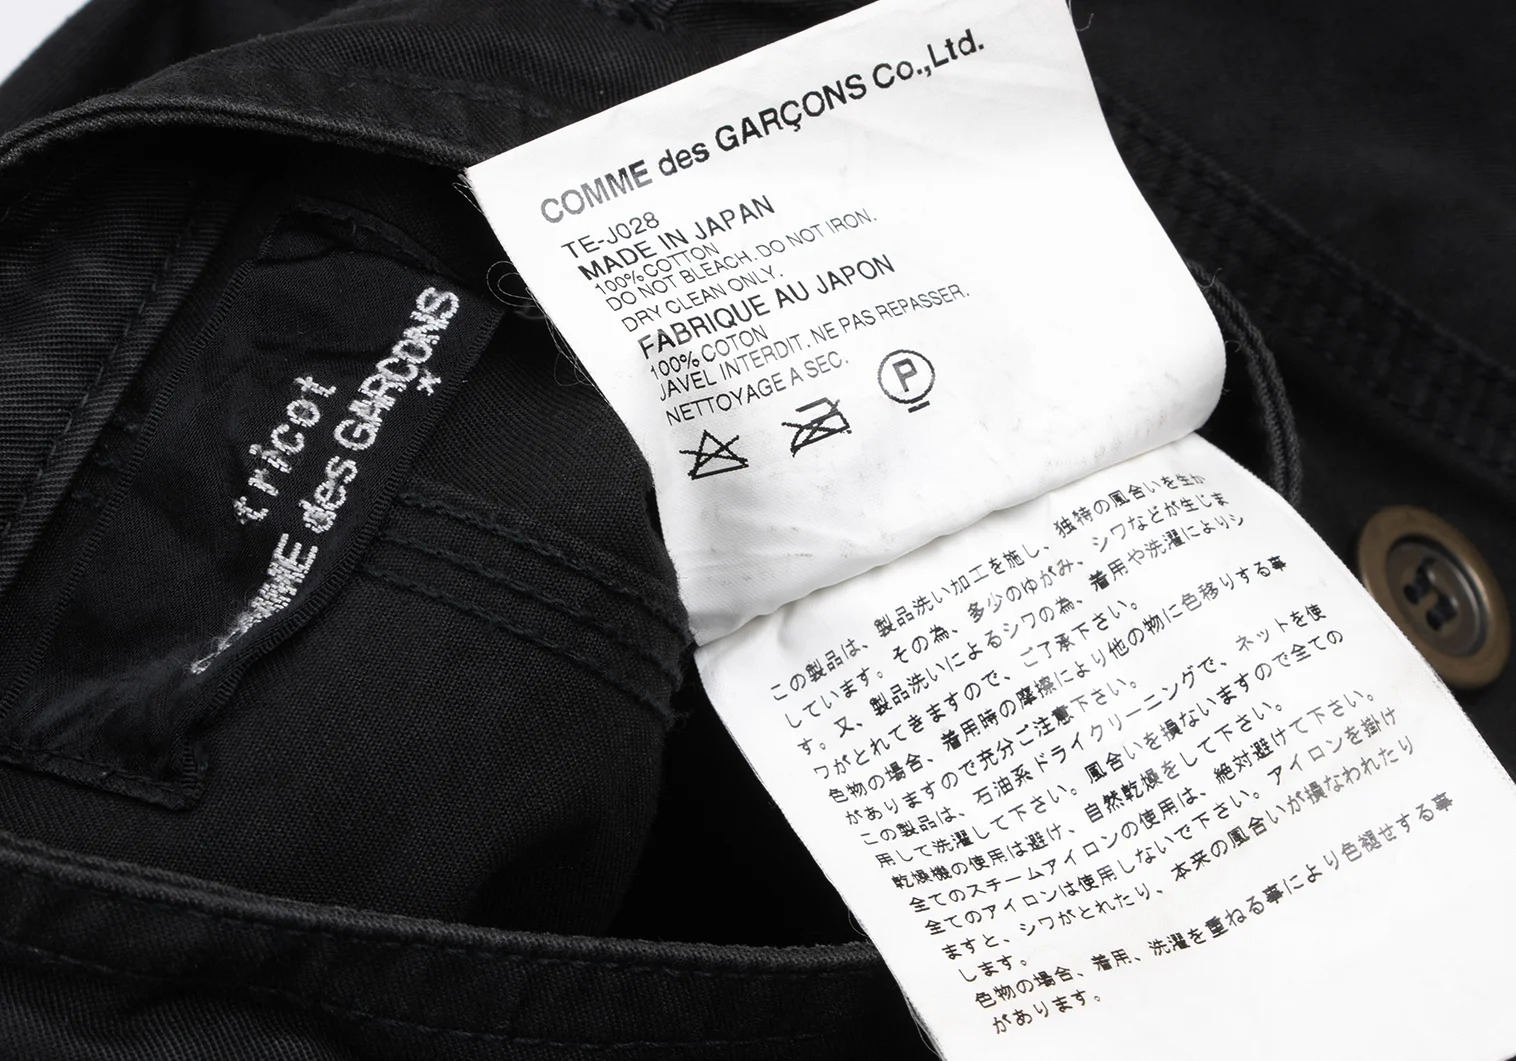 tricot
COMME des GARÇONS
COMME des GARÇONS Co.,Ltd.
TE-J028
MADE IN JAPAN
100% COTTON
DO NOT BLEACH. DO NOT IRON.
DRY CLEAN ONLY.
FABRIQUE AU JAPON
100% COTON
JAVEL INTERDIT. NE PAS REPASSER.
NETTOYAGE A SEC.
P
この製品は、製品洗い加工を施し、独特の風合いを生か
しています。その為、多少のゆがみ、シワなどが生じま
す。又、製品洗いによるシワの為、着用や洗濯によりシ
ワがとれてきますので、ご了承下さい。
色物の場合、着用時の摩擦により他の物に色移りする事
がありますので充分ご注意下さい。
この製品は、石油系ドライクリーニングで、ネットを使
用して洗濯して下さい。風合いを損ないますので全ての
乾燥機の使用は避け、自然乾燥をして下さい。
全てのスチームアイロンの使用は、絶対避けて下さい。
全てのアイロンは使用しないで下さい。アイロンを掛け
ますと、シワがとれたり、本来の風合いが損なわれたり
します。
色物の場合、着用、洗濯を重ねる事により色褪せする事
があります。